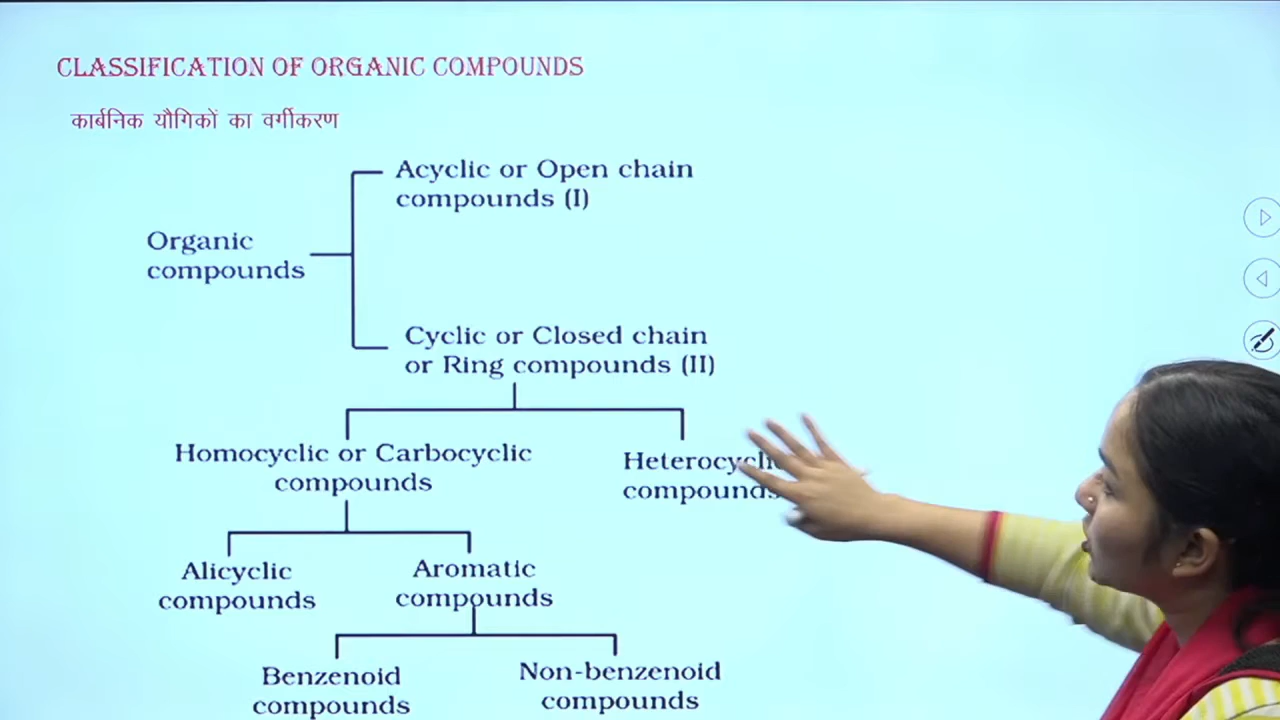 CLASSIFICATION OF ORGANIC COMPOUNDS
कार्बनिक यौगिकों का वर्गीकरण
Acyclic or Open chain
compounds (I)
Organic
compounds
Cyclic or Closed chain
or Ring compounds (II)
Homocyclic or Carbocyclic
compounds
Heterocyclic
compounds
Alicyclic
compounds
Aromatic
compounds
Benzenoid
compounds
Non-benzenoid
compounds